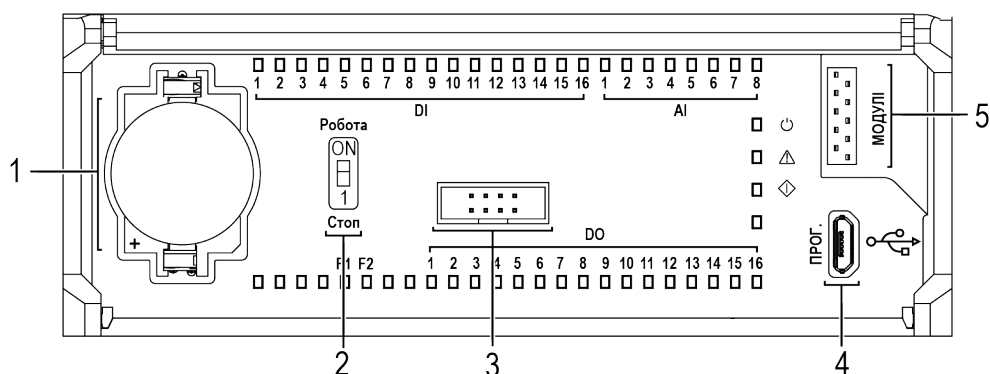 1 2 3 4 5 6 7 8 9 10 11 12 13 14 15 16 1 2 3 4 5 6 7 8
DI AI
5
МОДУЛІ
Робота
ON
1
1
Стоп
+
DO
ПРОГ.
F1 F2 1 2 3 4 5 6 7 8 9 10 11 12 13 14 15 16
2 3 4